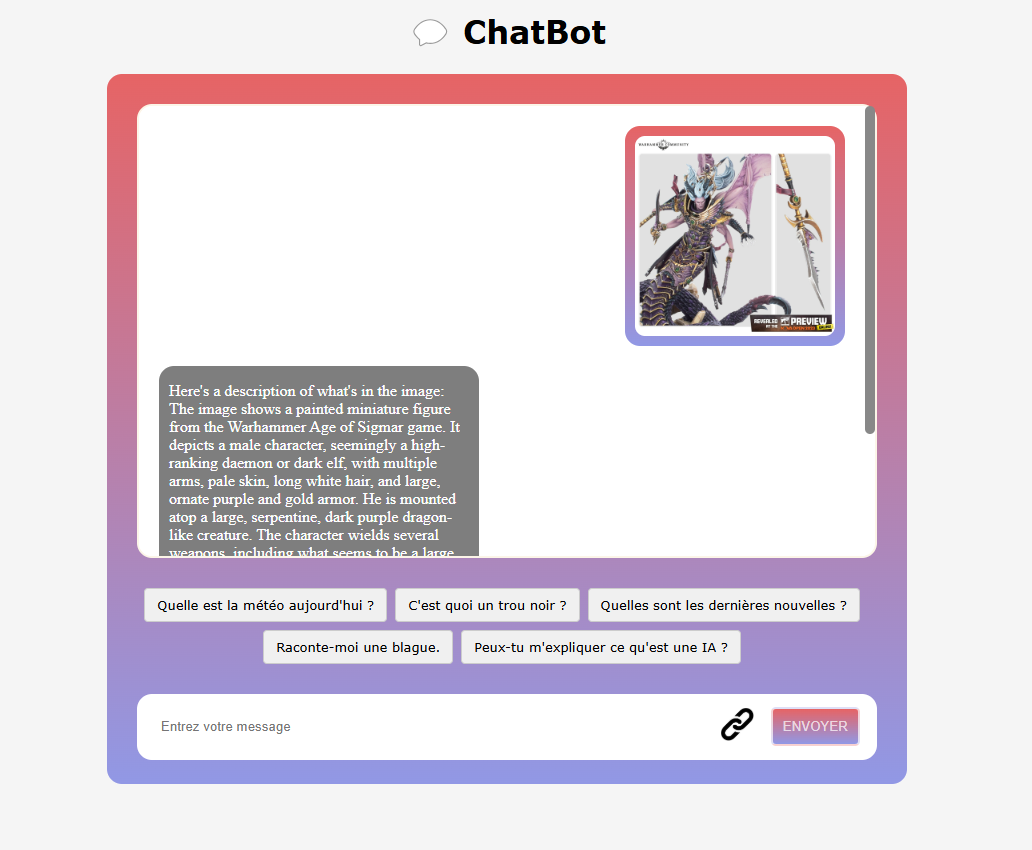 ChatBot
WARHAMMER COMMUNITY
REVEALED
AT THE
PREVIEW
Here's a description of what's in the image:
The image shows a painted miniature figure
from the Warhammer Age of Sigmar game. It
depicts a male character, seemingly a high-
ranking daemon or dark elf, with multiple
arms, pale skin, long white hair, and large,
ornate purple and gold armor. He is mounted
atop a large, serpentine, dark purple dragon-
like creature. The character wields several
weapons, including what seems to be a large
Quelle est la météo aujourd'hui ?
C'est quoi un trou noir ?
Quelles sont les dernières nouvelles ?
Raconte-moi une blague.
Peux-tu m'expliquer ce qu'est une IA ?
Entrez votre message
ENVOYER